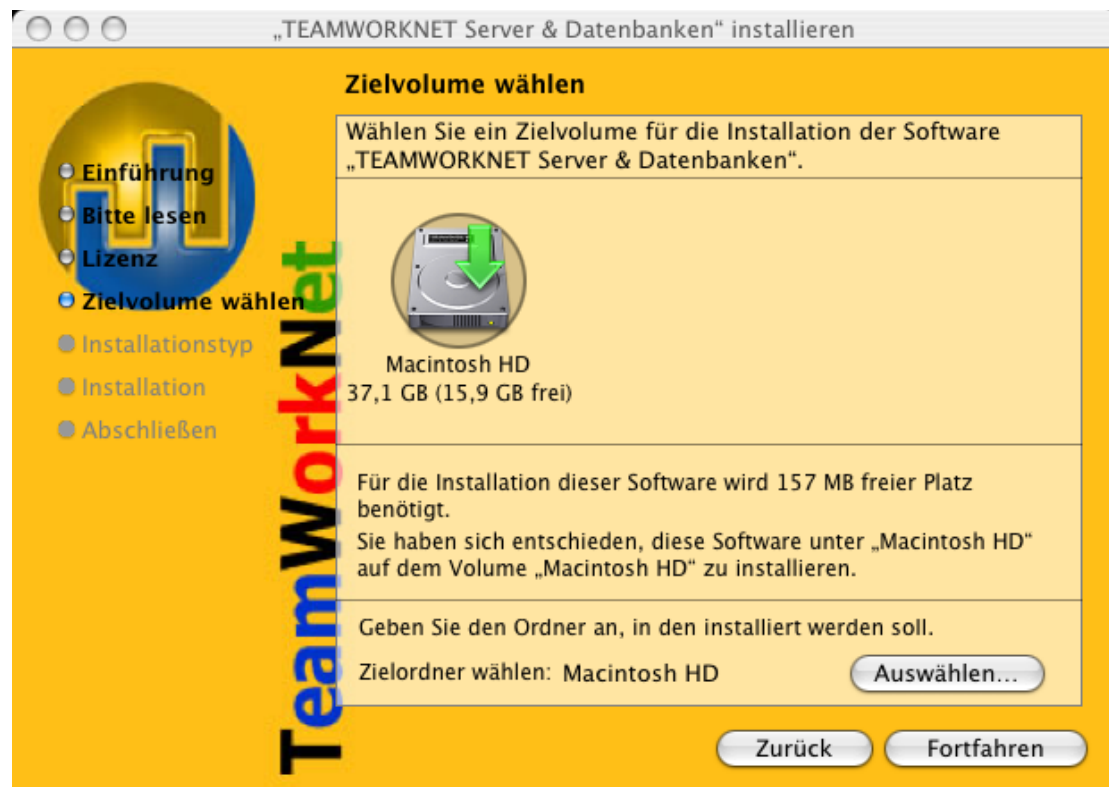 „TEAMWORKNET Server & Datenbanken“ installieren
Zielvolume wählen
Einführung
Bitte lesen
Lizenz
Zielvolume wählen
Installationstyp
Installation
Abschließen
TeamWorkNet
Wählen Sie ein Zielvolume für die Installation der Software
„TEAMWORKNET Server & Datenbanken“.
Macintosh HD
37,1 GB (15,9 GB frei)
Für die Installation dieser Software wird 157 MB freier Platz
benötigt.
Sie haben sich entschieden, diese Software unter „Macintosh HD“
auf dem Volume „Macintosh HD“ zu installieren.
Geben Sie den Ordner an, in den installiert werden soll.
Zielordner wählen: Macintosh HD
Auswählen...
Zurück
Fortfahren